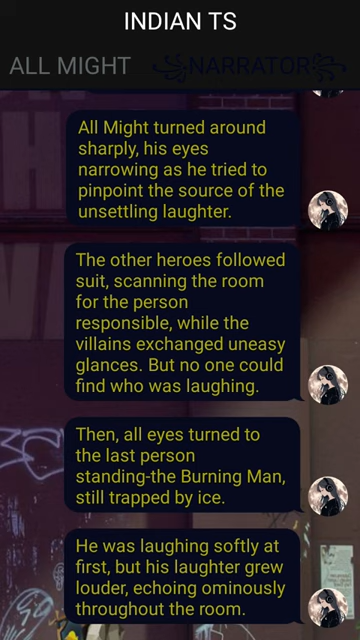 INDIAN TS
ALL MIGHT
NARRATOR
All Might turned around
sharply, his eyes
narrowing as he tried to
pinpoint the source of the
unsettling laughter.
The other heroes followed
suit, scanning the room
for the person
responsible, while the
villains exchanged uneasy
glances. But no one could
find who was laughing.
Then, all eyes turned to
the last person
standing-the Burning Man,
still trapped by ice.
He was laughing softly at
first, but his laughter grew
louder, echoing ominously
throughout the room.